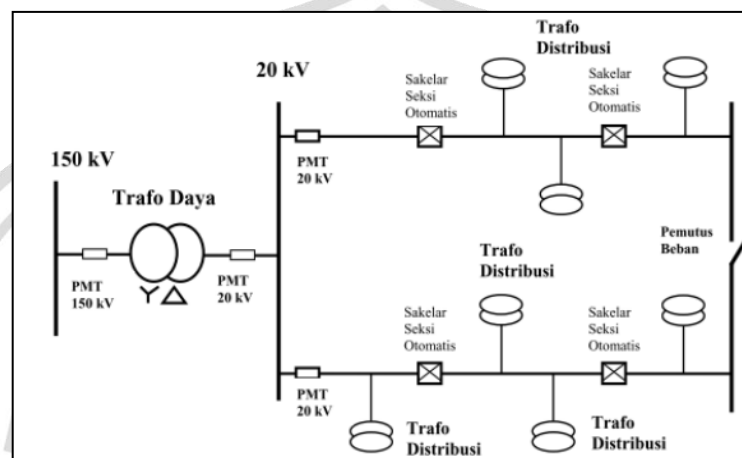 Trafo
Distribusi
20 kV
Sakelar
Seksi
Otomatis
Sakelar
Seksi
Otomatis
PMT
20 kV
150 kV
Trafo Daya
PMT
150 kV
PMT
20 kV
Trafo
Distribusi
Pemutus
Beban
Sakelar
Seksi
Otomatis
Sakelar
Seksi
Otomatis
PMT
20 kV
Trafo
Distribusi
Trafo
Distribusi